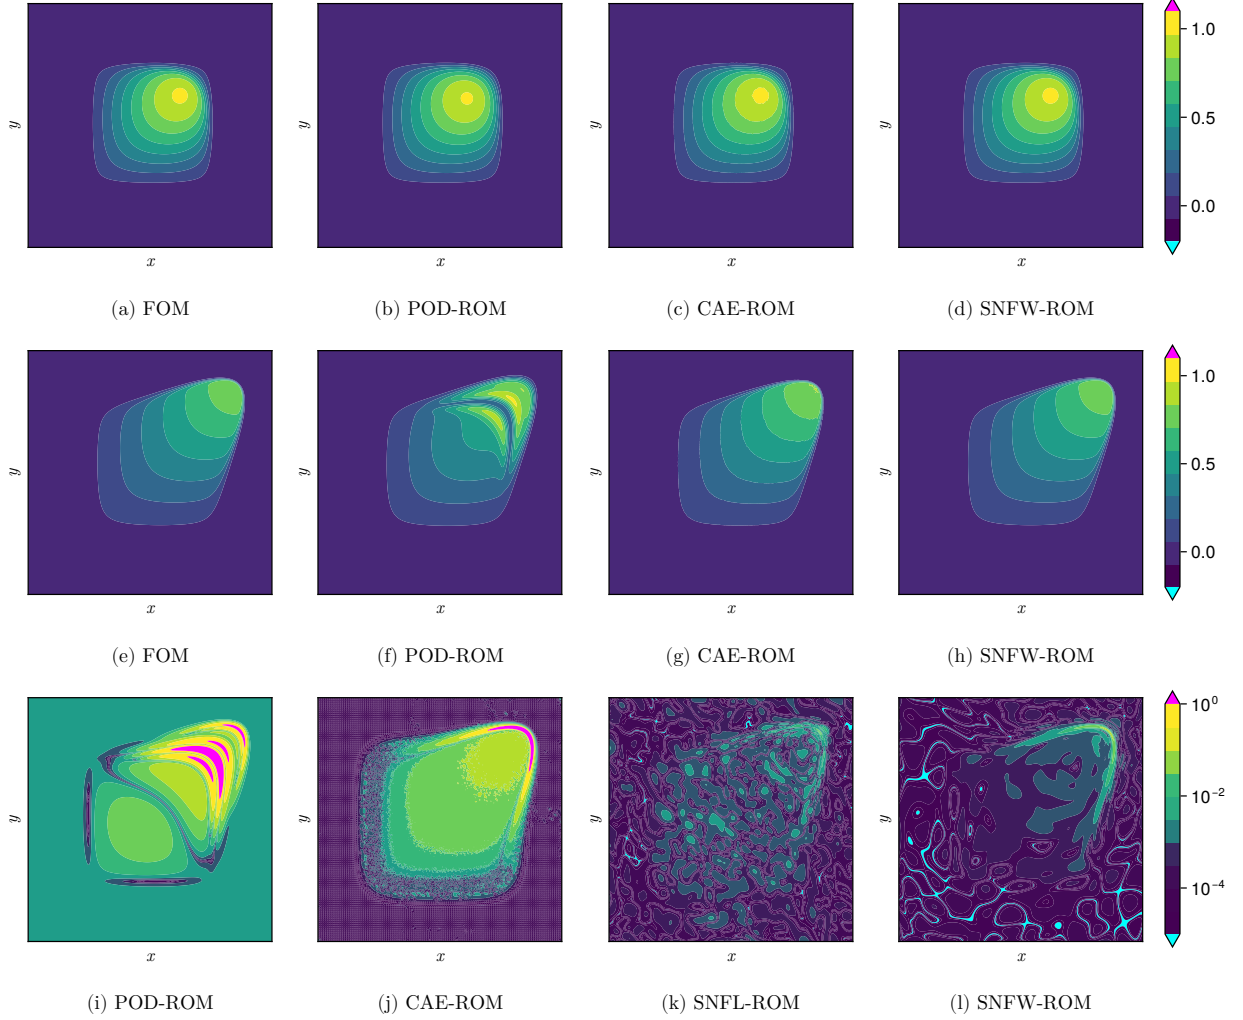 y
y
y
y
1.0
0.5
0.0
x
x
x
x
(a) FOM
(b) POD-ROM
(c) CAE-ROM
(d) SNFW-ROM
y
y
y
y
1.0
0.5
0.0
x
x
x
x
(e) FOM
(f) POD-ROM
(g) CAE-ROM
(h) SNFW-ROM
y
y
y
y
10⁰
10⁻²
10⁻⁴
x
x
x
x
(i) POD-ROM
(j) CAE-ROM
(k) SNFL-ROM
(l) SNFW-ROM